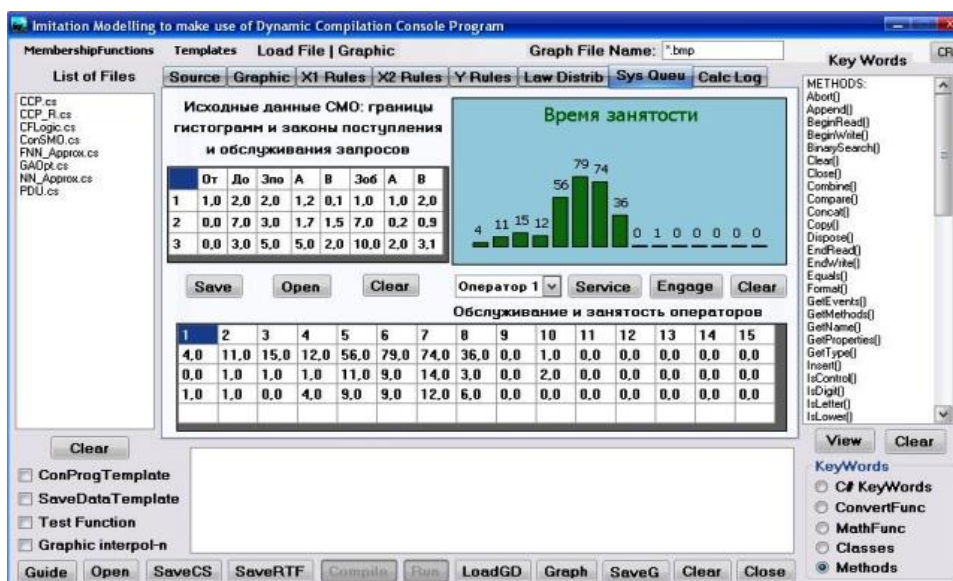 Imitation Modelling to make use of Dynamic Compilation Console Program
MembershipFunctions Templates Load File | Graphic Graph File Name: *.bmp
Key Words CR
List of Files
CCP.cs
CCP_R.cs
CFLogic.cs
ConSMO.cs
FNN_Approx.cs
GAOpt.cs
NN_Approx.cs
PDU.cs
Source Graphic X1 Rules X2 Rules Y Rules Law Distrib Sys Queu Calc Log
Исходные данные СМО: границы
гистограмм и законы поступления
и обслуживания запросов
От До Зпо А В Зоб А В
1 1,0 2,0 2,0 1,2 0,1 1,0 1,0 2,0
2 0,0 7,0 3,0 1,7 1,5 7,0 0,2 0,9
3 0,0 3,0 5,0 5,0 2,0 10,0 2,0 3,1
Время занятости
4 11 15 12 56 79 74 36 0 1 0 0 0 0 0
Save Open Clear Оператор 1 Service Engage Clear
Обслуживание и занятость операторов
1 2 3 4 5 6 7 8 9 10 11 12 13 14 15
4,0 11,0 15,0 12,0 56,0 79,0 74,0 36,0 0,0 1,0 0,0 0,0 0,0 0,0 0,0
0,0 1,0 1,0 1,0 11,0 9,0 14,0 3,0 0,0 2,0 0,0 0,0 0,0 0,0 0,0
1,0 1,0 0,0 4,0 9,0 9,0 12,0 6,0 0,0 0,0 0,0 0,0 0,0 0,0 0,0
METHODS:
Abort()
Append()
BeginRead()
BeginWrite()
BinarySearch()
Clear()
Close()
Combine()
Compare()
Concat()
Copy()
Dispose()
EndRead()
EndWrite()
Equals()
Format()
GetEvents()
GetMethods()
GetName()
GetProperties()
GetType()
Insert()
IsControl()
IsDigit()
IsLetter()
IsLower()
View Clear
Clear
ConProgTemplate
SaveDataTemplate
Test Function
Graphic interpol-n
KeyWords
C# KeyWords
ConvertFunc
MathFunc
Classes
Methods
Guide Open SaveCS SaveRTF Compile Run LoadGD Graph SaveG Clear Close